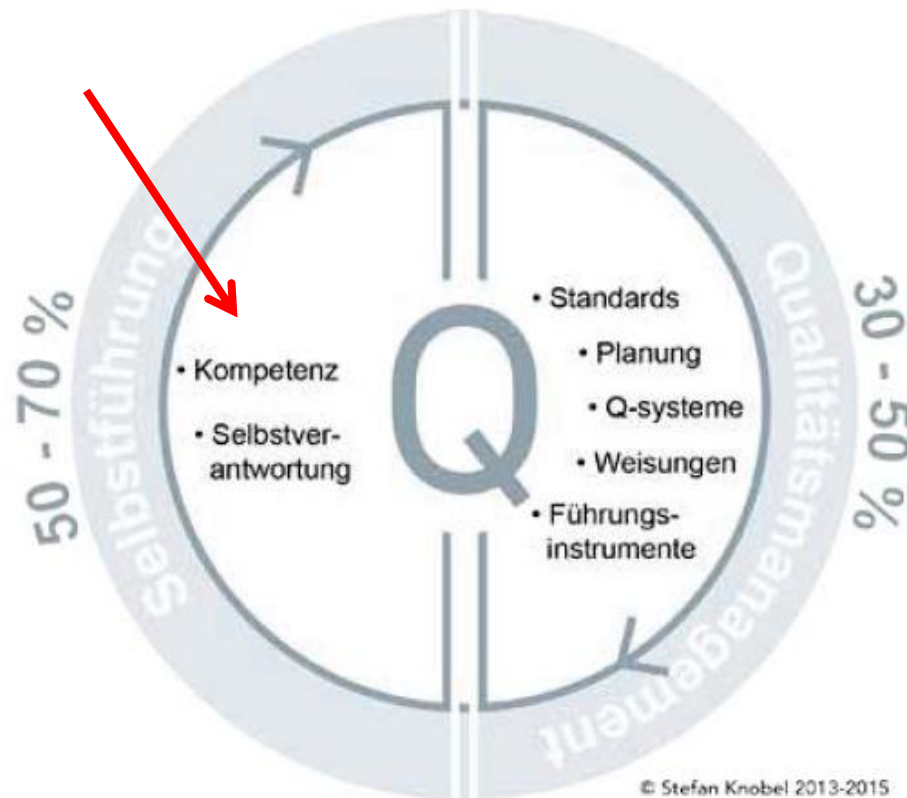 50 - 70 %
Selbstführung
• Kompetenz
• Selbstver-
antwortung
Q
• Standards
• Planung
• Q-systeme
• Weisungen
• Führungs-
instrumente
Qualitätsmanagement
30 - 50 %
© Stefan Knobel 2013-2015